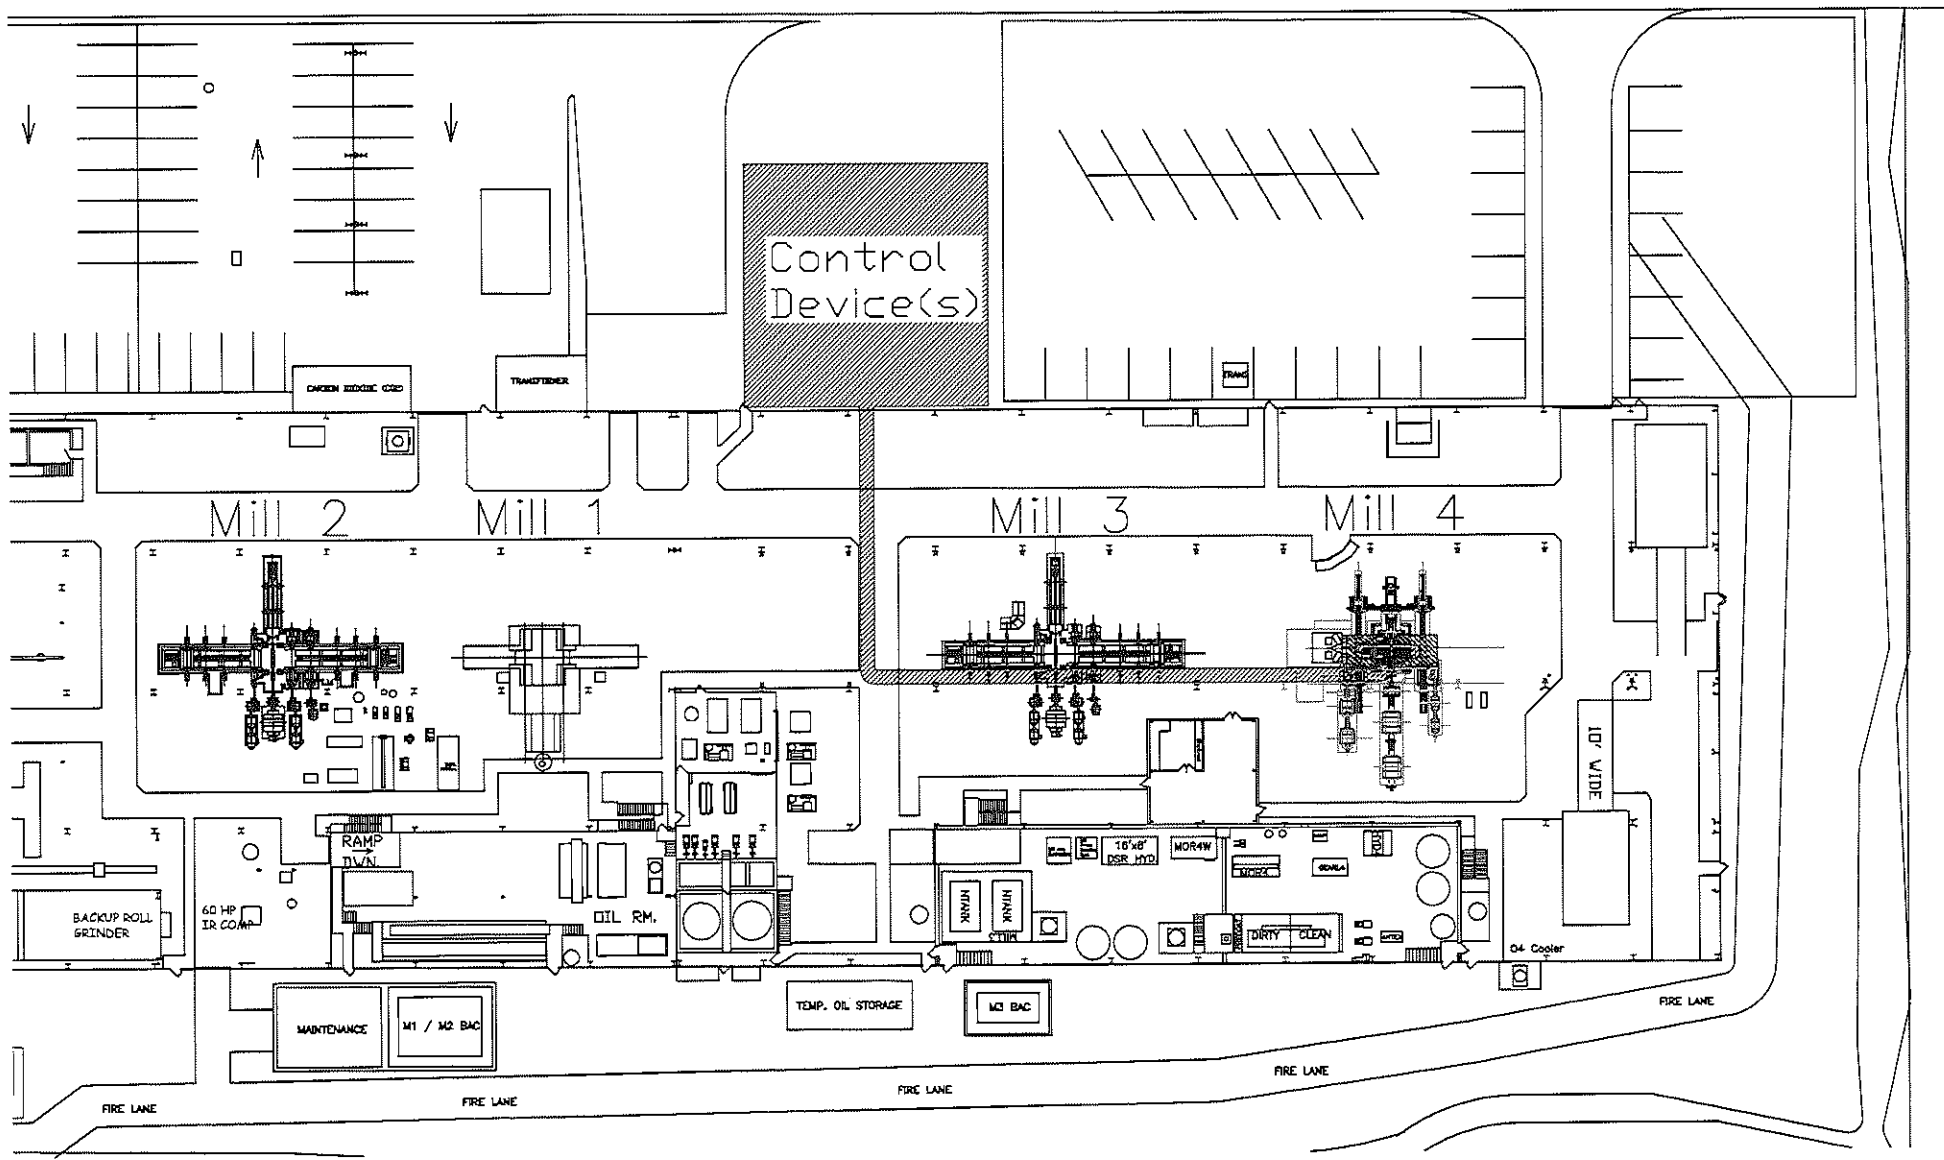 Control
Device(s)
TRANS
Mill 2
Mill 1
Mill 3
Mill 4
10' WIDE
RAMP
DWN.
16'x8'
DSR HYD.
MOR4W
BACKUP ROLL
GRINDER
60 HP
IR COMP
OIL RM.
DIRTY
CLEAN
04 Cooler
MAINTENANCE
M1 / M2 BAC
TEMP. OIL STORAGE
M3 BAC
FIRE LANE
FIRE LANE
FIRE LANE
FIRE LANE
FIRE LANE